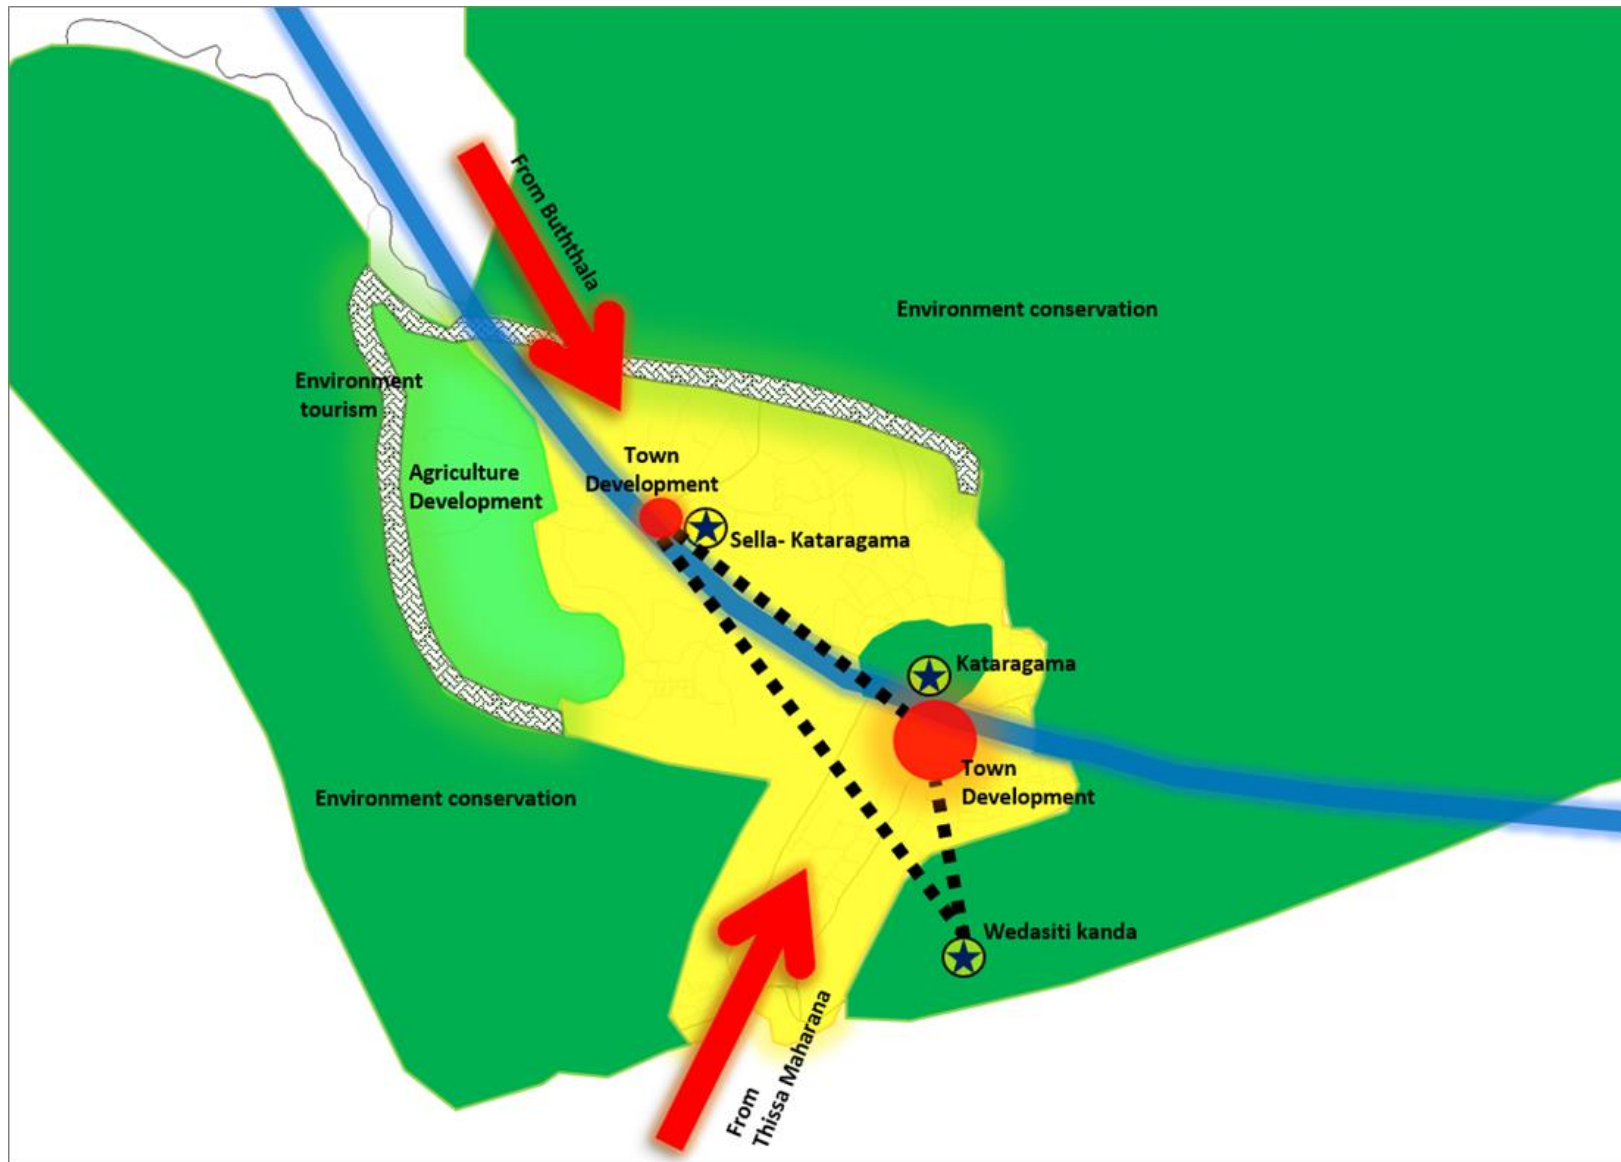 From Buththala
Environment conservation
Environment
tourism
Town
Development
Agriculture
Development
Sella- Kataragama
Kataragama
Town
Development
Environment conservation
Wedasiti kanda
From
Thissa Maharana